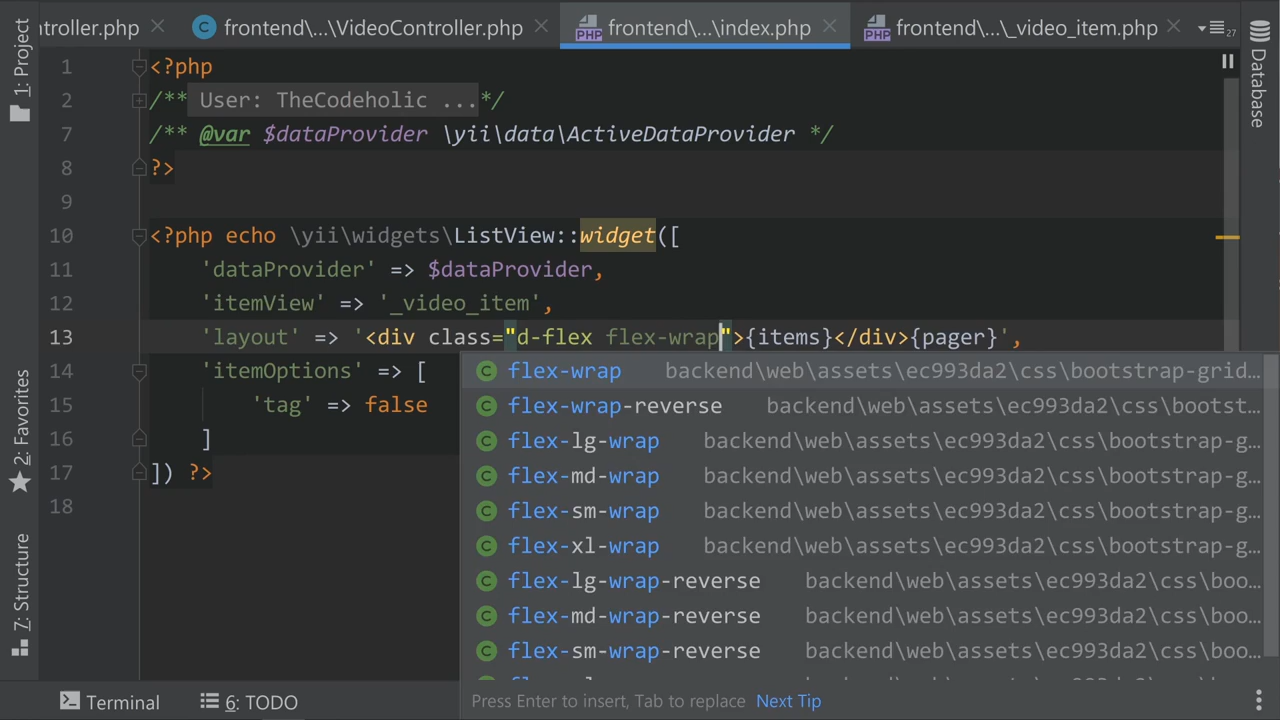 ntroller.php
frontend\...\VideoController.php
frontend\...\index.php
frontend\..._video_item.php
27
1: Project
2: Favorites
7: Structure
Database
1 <?php
2 /** User: TheCodeholic ...*/
7 /** @var $dataProvider \yii\data\ActiveDataProvider */
8 ?>
9
10 <?php echo \yii\widgets\ListView::widget([
11 'dataProvider' => $dataProvider,
12 'itemView' => '_video_item',
13 'layout' => '<div class="d-flex flex-wrap">{items}</div>{pager}',
14 'itemOptions' => [
15 'tag' => false
16 ]
17 ]) ?>
18
flex-wrap backend\web\assets\ec993da2\css\bootstrap-grid...
flex-wrap-reverse backend\web\assets\ec993da2\css\bootst...
flex-lg-wrap backend\web\assets\ec993da2\css\bootstrap-g...
flex-md-wrap backend\web\assets\ec993da2\css\bootstrap-g...
flex-sm-wrap backend\web\assets\ec993da2\css\bootstrap-g...
flex-xl-wrap backend\web\assets\ec993da2\css\bootstrap-g...
flex-lg-wrap-reverse backend\web\assets\ec993da2\css\boo...
flex-md-wrap-reverse backend\web\assets\ec993da2\css\boo...
flex-sm-wrap-reverse backend\web\assets\ec993da2\css\boo...
Press Enter to insert, Tab to replace Next Tip
Terminal
6: TODO